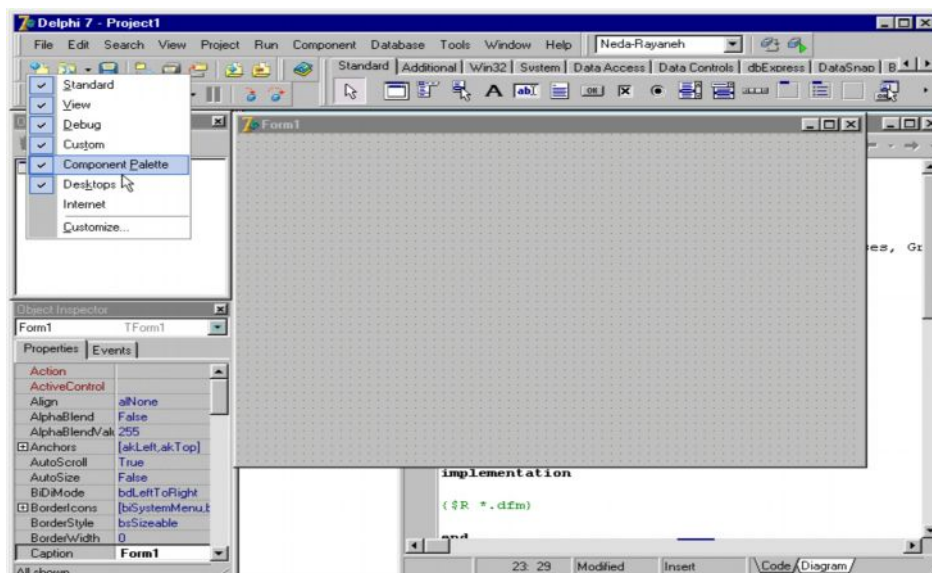 Delphi 7 - Project1
File Edit Search View Project Run Component Database Tools Window Help Neda-Rayaneh
Standard Additional Win32 System Data Access Data Controls dbExpress DataSnap B
Standard
View
Debug
Custom
Component Palette
Desktops
Internet
Customize...
Form1
es, Gr
Object Inspector
Form1 TForm1
Properties Events
Action
ActiveControl
Align alNone
AlphaBlend False
AlphaBlendVal 255
Anchors [akLeft,akTop]
AutoScroll True
AutoSize False
BiDiMode bdLeftToRight
BorderIcons [biSystemMenu,
BorderStyle bsSizeable
BorderWidth 0
Caption Form1
All shown
implementation
{$R *.dfm}
end
23: 29 Modified Insert Code Diagram